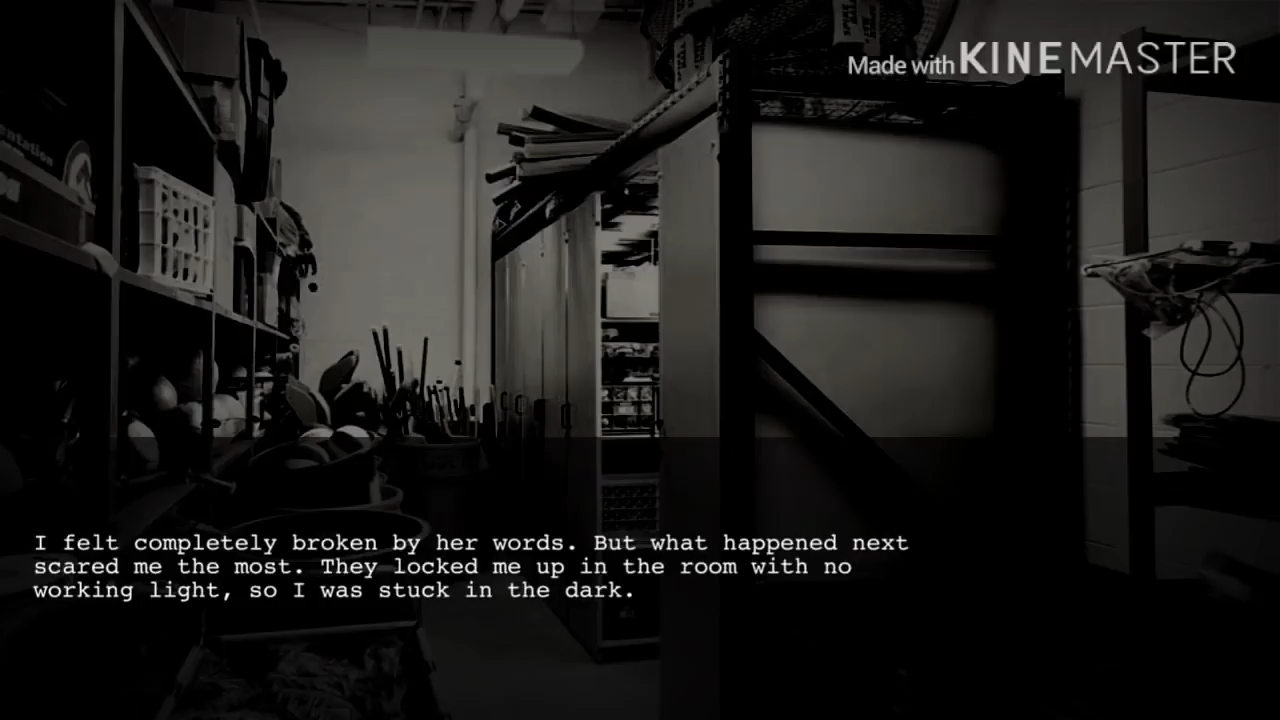 Made with KINEMASTER
entation
I felt completely broken by her words. But what happened next
scared me the most. They locked me up in the room with no
working light, so I was stuck in the dark.